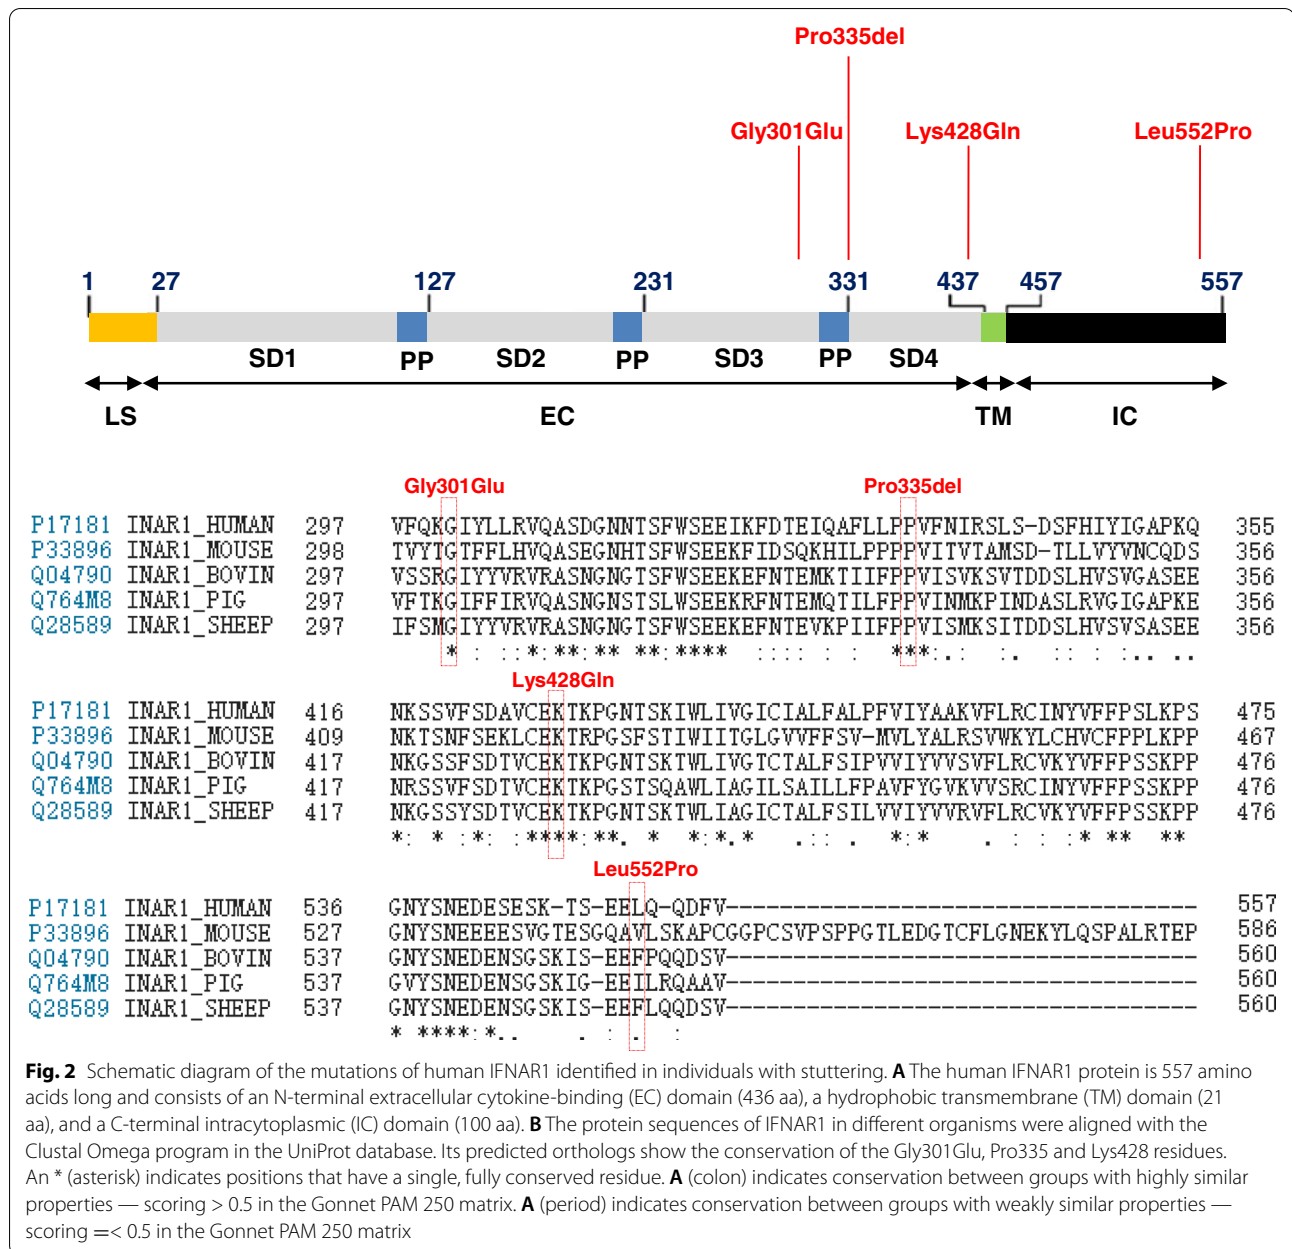 Pro335del
Gly301Glu Lys428Gln Leu552Pro
1 27 127 231 331 437 457 557
SD1 PP SD2 PP SD3 PP SD4
LS EC TM IC
Gly301Glu Pro335del
P17181 INAR1_HUMAN 297 VFQKGIYLLRVQASDGNNTSFWSEEIKFDTEIQAFLLPPVFNIRSLS-DSFHIYIGAPKQ 355
P33896 INAR1_MOUSE 298 TVYTGTFFLHVQASEGNHTSFWSEEKFIDSQKHILPPPPVITVTAMSD-TLLVYVNCQDS 356
Q04790 INAR1_BOVIN 297 VSSRGIYYVRVRASNGNGTSFWSEEKEFNTEMKTIIFPPVISVKSVTDDSLHVSVGASEE 356
Q764M8 INAR1_PIG 297 VFTKGIFFIRVQASNGNSTSLWSEEKRFNTEMQTILFPPVINMKPINDASLRVGIGAPKE 356
Q28589 INAR1_SHEEP 297 IFSMGIYYVRVRASNGNGTSFWSEEKEFNTEVKPIIFPPVISMKSITDDSLHVSVSASEE 356
* : :: *: **:** ** **** :::: : : ***:.: :. : : :.. . .
Lys428Gln
P17181 INAR1_HUMAN 416 NKSSVFSDAVCEKTKPGNTSKIWLIVGICIALFALPFVIYAAKVFLRCINYVFFPSLKPS 475
P33896 INAR1_MOUSE 409 NKTSNFSEKLCEKTRPGSFSTIWIITGLGVVFFSV-MVLYALRSVWKYLCHVCFPPLKPP 467
Q04790 INAR1_BOVIN 417 NKGSSFSDTVCEKTKPGNTSKTWLIVGTCTALFSIPVVIYVVSVFLRCVKYVFFPSSKPP 476
Q764M8 INAR1_PIG 417 NRSSVFSDTVCEKTKPGSTSQAWLIAGILSAILLFPAVFYGVKVVSRCINYVFFPSSKPP 476
Q28589 INAR1_SHEEP 417 NKGSSYSDTVCEKTKPGNTSKTWLIAGICTALFSILVVIYVVRVFLRCVKYVFFPSSKPP 476
*: * :*: :****:**. * *:*.* .:: . *:* . : : :* ** **
Leu552Pro
P17181 INAR1_HUMAN 536 GNYSNEDESESK-TS-EELQ-QDFV----------------------------------- 557
P33896 INAR1_MOUSE 527 GNYSNEEEESVGTESGQAVLSKAPCGGPCSVPSPPGTLEDGTCFLGNEKYLQSPALRTEP 586
Q04790 INAR1_BOVIN 537 GNYSNEDENSGSKIS-EEFPQQDSV----------------------------------- 560
Q764M8 INAR1_PIG 537 GVYSNEDENSGSKIG-EEILRQAAV----------------------------------- 560
Q28589 INAR1_SHEEP 537 GNYSNEDENSGSKIS-EEFLQQDSV----------------------------------- 560
* ****:*.. . : . :
Fig. 2 Schematic diagram of the mutations of human IFNAR1 identified in individuals with stuttering. A The human IFNAR1 protein is 557 amino
acids long and consists of an N-terminal extracellular cytokine-binding (EC) domain (436 aa), a hydrophobic transmembrane (TM) domain (21
aa), and a C-terminal intracytoplasmic (IC) domain (100 aa). B The protein sequences of IFNAR1 in different organisms were aligned with the
Clustal Omega program in the UniProt database. Its predicted orthologs show the conservation of the Gly301Glu, Pro335 and Lys428 residues.
An * (asterisk) indicates positions that have a single, fully conserved residue. A (colon) indicates conservation between groups with highly similar
properties — scoring > 0.5 in the Gonnet PAM 250 matrix. A (period) indicates conservation between groups with weakly similar properties —
scoring =< 0.5 in the Gonnet PAM 250 matrix